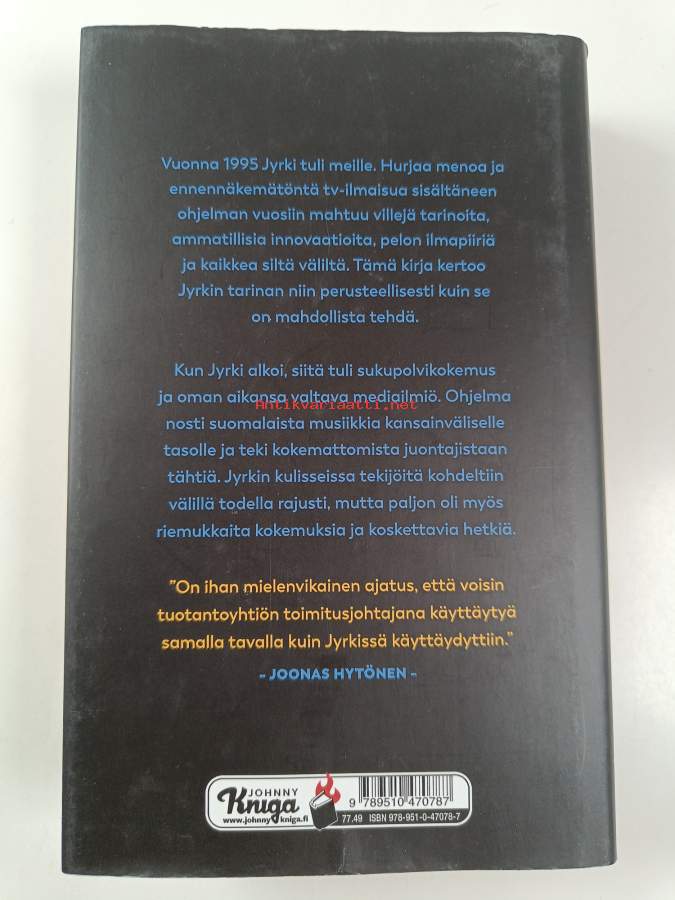 Vuonna 1995 Jyrki tuli meille. Hurjaa menoa ja
ennennäkemätöntä tv-ilmaisua sisältäneen
ohjelman vuosiin mahtuu villejä tarinoita,
ammatillisia innovaatioita, pelon ilmapiiriä
ja kaikkea siltä väliltä. Tämä kirja kertoo
Jyrkin tarinan niin perusteellisesti kuin se
on mahdollista tehdä.
Kun Jyrki alkoi, siitä tuli sukupolvikokemus
ja oman aikansa valtava mediailmiö. Ohjelma
Antikvariaatti.net
nosti suomalaista musiikkia kansainväliselle
tasolle ja teki kokemattomista juontajistaan
tähtiä. Jyrkin kulisseissa tekijöitä kohdeltiin
välillä todella rajusti, mutta paljon oli myös
riemukkaita kokemuksia ja koskettavia hetkiä.
”On ihan mielenvikainen ajatus, että voisin
tuotantoyhtiön toimitusjohtajana käyttäytyä
samalla tavalla kuin Jyrkissä käyttäydyttiin.”
– JOONAS HYTÖNEN –
JOHNNY
Kniga
www.johnnykniga.fi
9 789510 470787
77.49 ISBN 978-951-0-47078-7